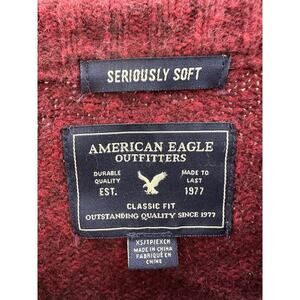 SERIOUSLY SOFT
AMERICAN EAGLE
OUTFITTERS
DURABLE QUALITY
MADE TO LAST
EST. 1977
CLASSIC FIT
OUTSTANDING QUALITY SINCE 1977
XS/TP/EXCH
MADE IN CHINA
FABRIQUÉ EN
CHINE